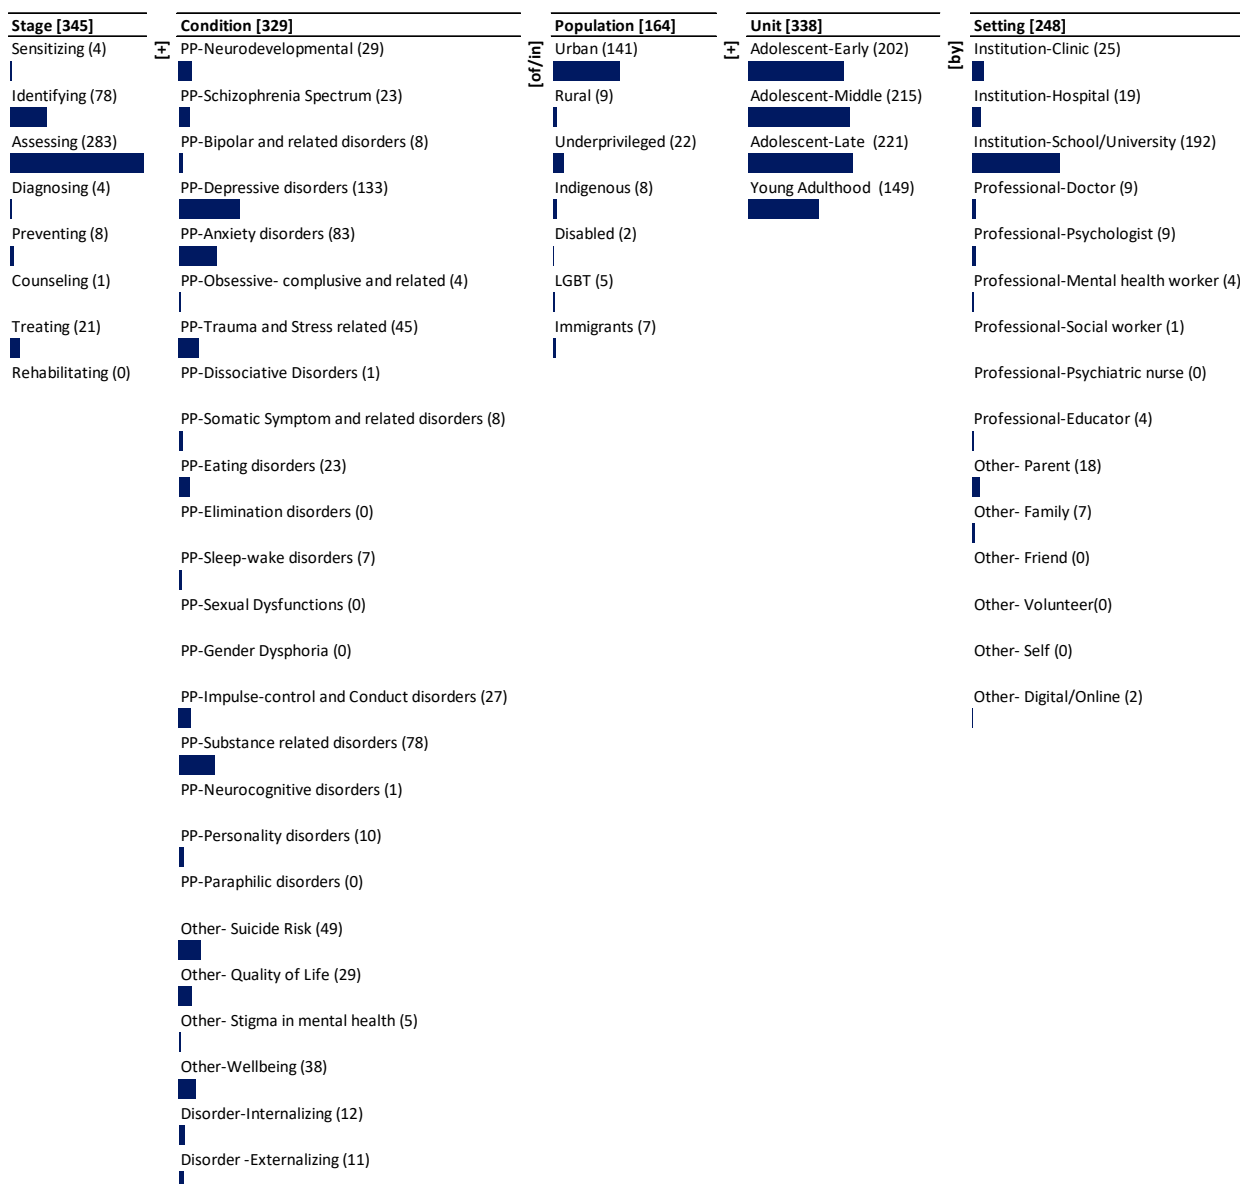 Stage [345]
Sensitizing (4)
Identifying (78)
Assessing (283)
Diagnosing (4)
Preventing (8)
Counseling (1)
Treating (21)
Rehabilitating (0)
[+]
Condition [329]
PP-Neurodevelopmental (29)
PP-Schizophrenia Spectrum (23)
PP-Bipolar and related disorders (8)
PP-Depressive disorders (133)
PP-Anxiety disorders (83)
PP-Obsessive- complusive and related (4)
PP-Trauma and Stress related (45)
PP-Dissociative Disorders (1)
PP-Somatic Symptom and related disorders (8)
PP-Eating disorders (23)
PP-Elimination disorders (0)
PP-Sleep-wake disorders (7)
PP-Sexual Dysfunctions (0)
PP-Gender Dysphoria (0)
PP-Impulse-control and Conduct disorders (27)
PP-Substance related disorders (78)
PP-Neurocognitive disorders (1)
PP-Personality disorders (10)
PP-Paraphilic disorders (0)
Other- Suicide Risk (49)
Other- Quality of Life (29)
Other- Stigma in mental health (5)
Other-Wellbeing (38)
Disorder-Internalizing (12)
Disorder -Externalizing (11)
[of/in]
Population [164]
Urban (141)
Rural (9)
Underprivileged (22)
Indigenous (8)
Disabled (2)
LGBT (5)
Immigrants (7)
[+]
Unit [338]
Adolescent-Early (202)
Adolescent-Middle (215)
Adolescent-Late (221)
Young Adulthood (149)
[by]
Setting [248]
Institution-Clinic (25)
Institution-Hospital (19)
Institution-School/University (192)
Professional-Doctor (9)
Professional-Psychologist (9)
Professional-Mental health worker (4)
Professional-Social worker (1)
Professional-Psychiatric nurse (0)
Professional-Educator (4)
Other- Parent (18)
Other- Family (7)
Other- Friend (0)
Other- Volunteer(0)
Other- Self (0)
Other- Digital/Online (2)